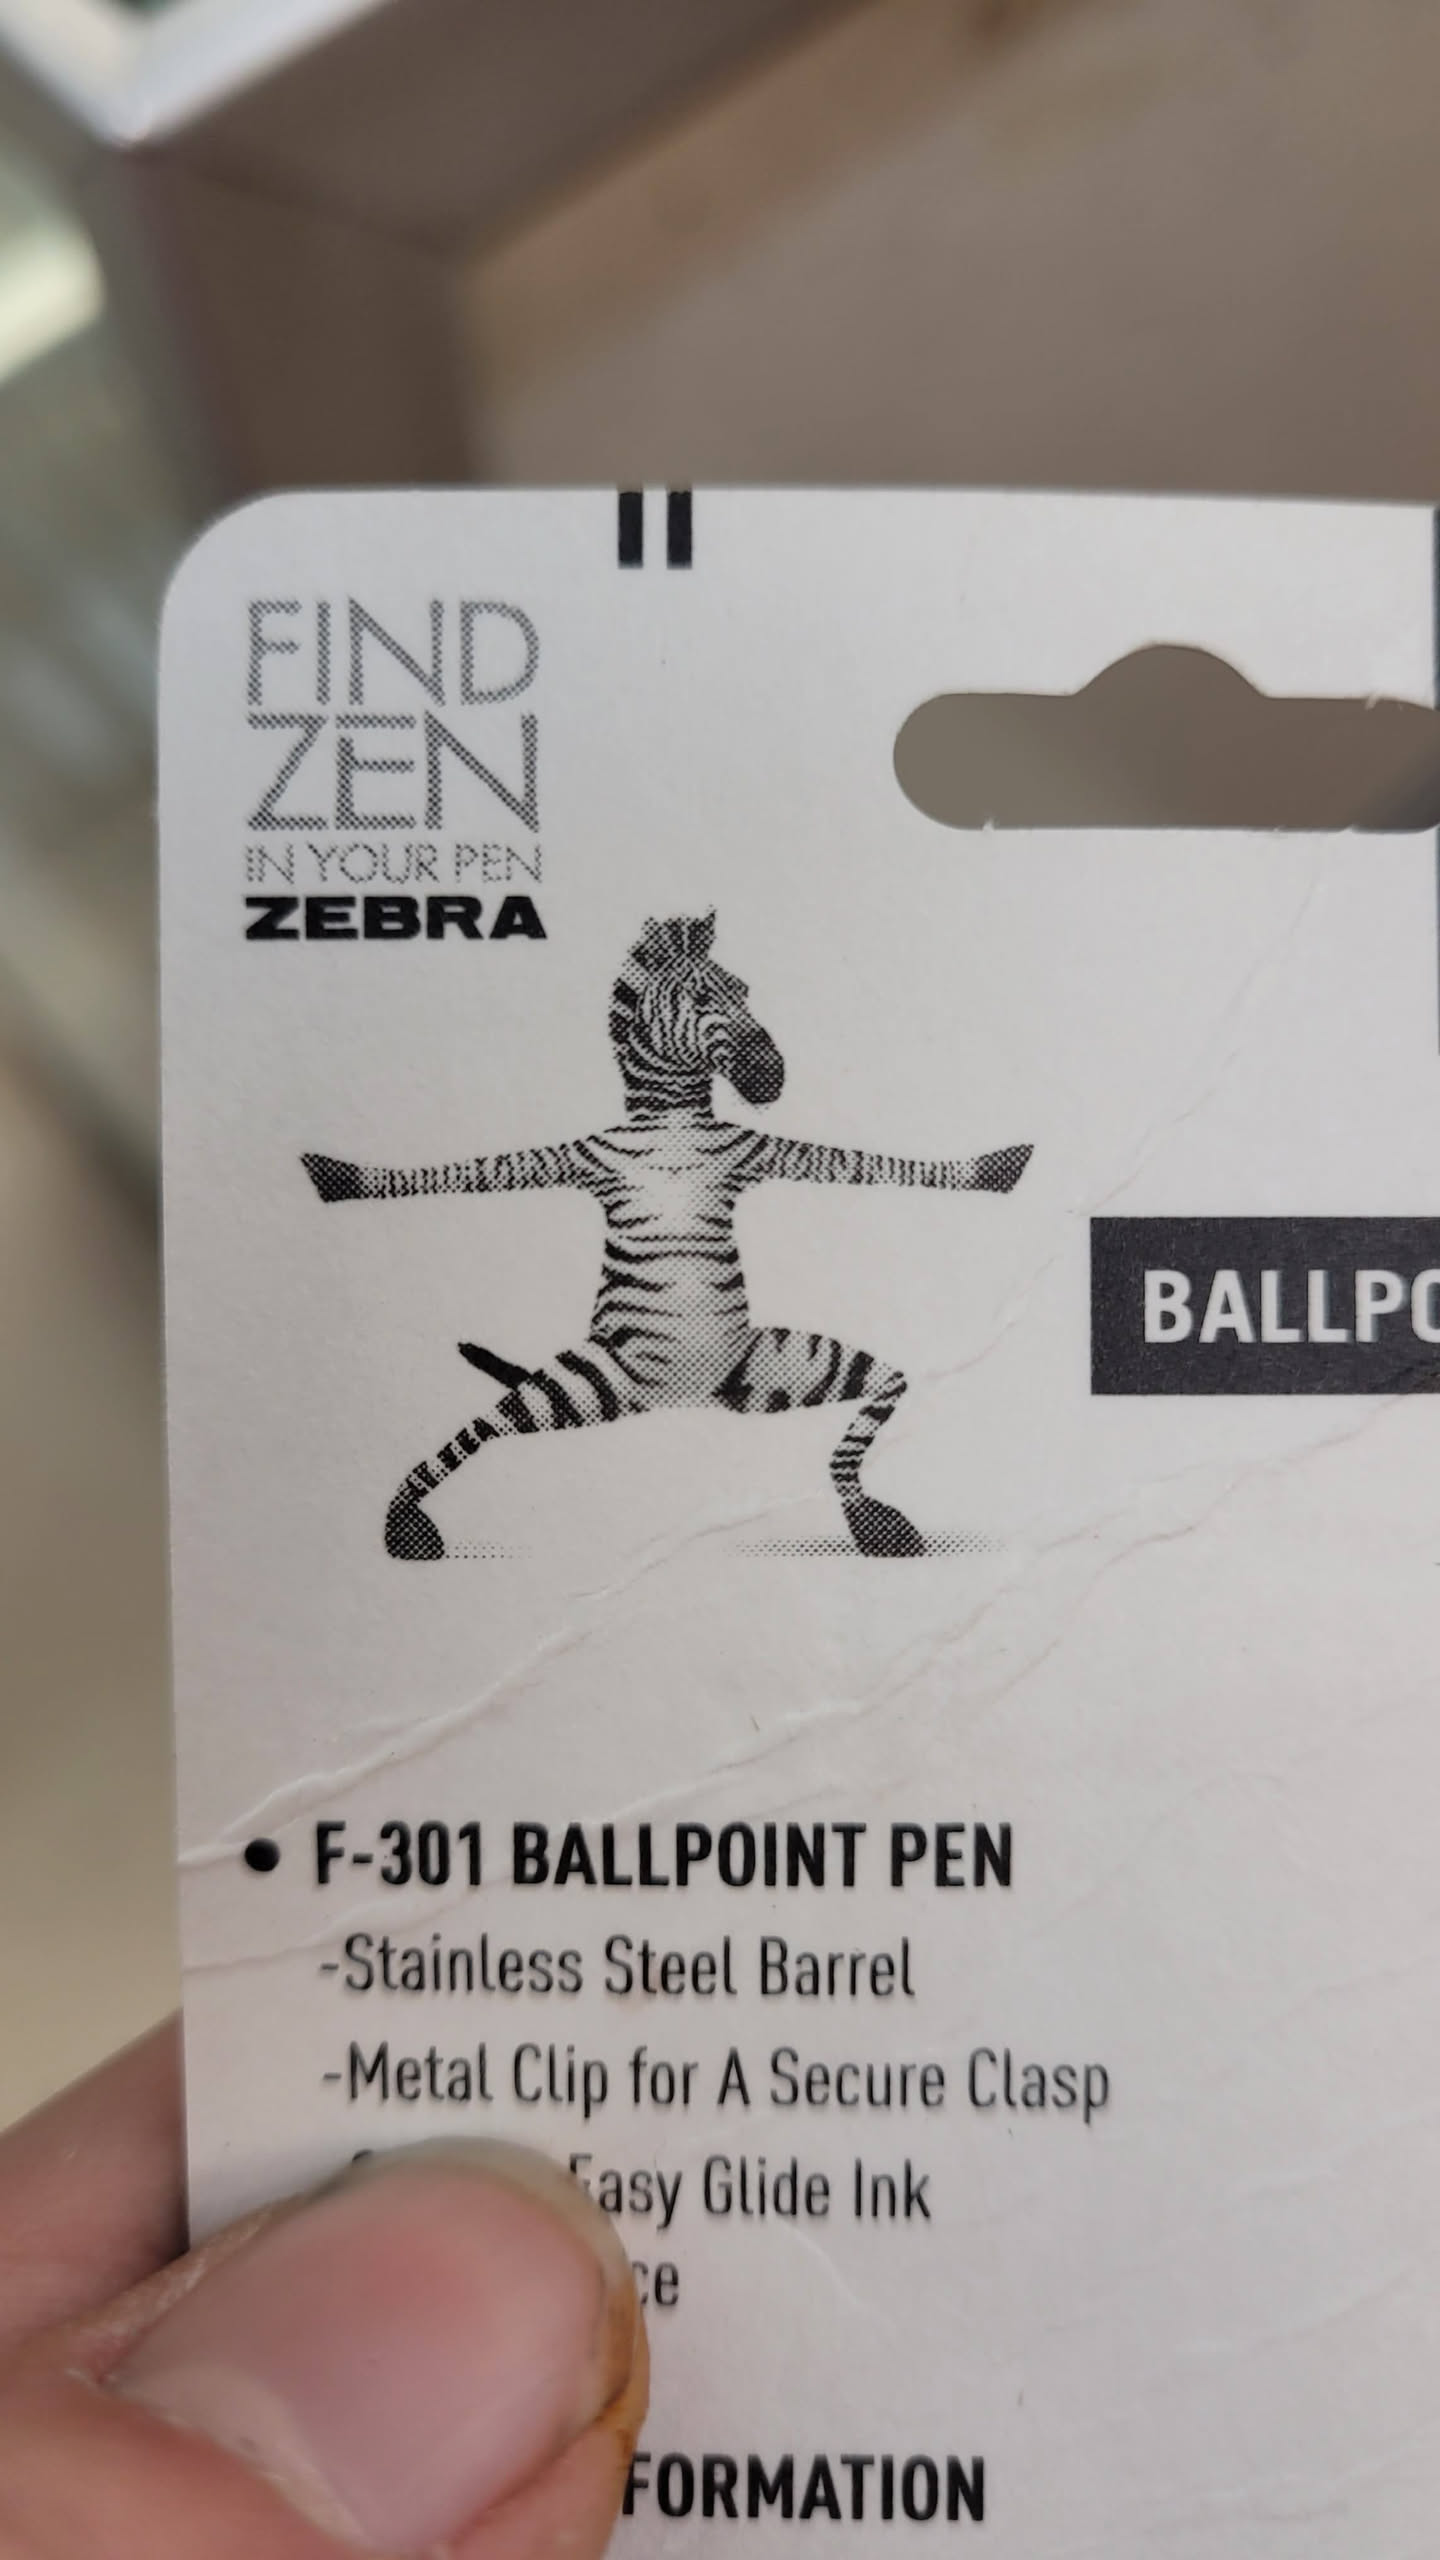 FIND
ZEN
IN YOUR PEN
ZEBRA
BALLPO
• F-301 BALLPOINT PEN
-Stainless Steel Barrel
-Metal Clip for A Secure Clasp
Easy Glide Ink